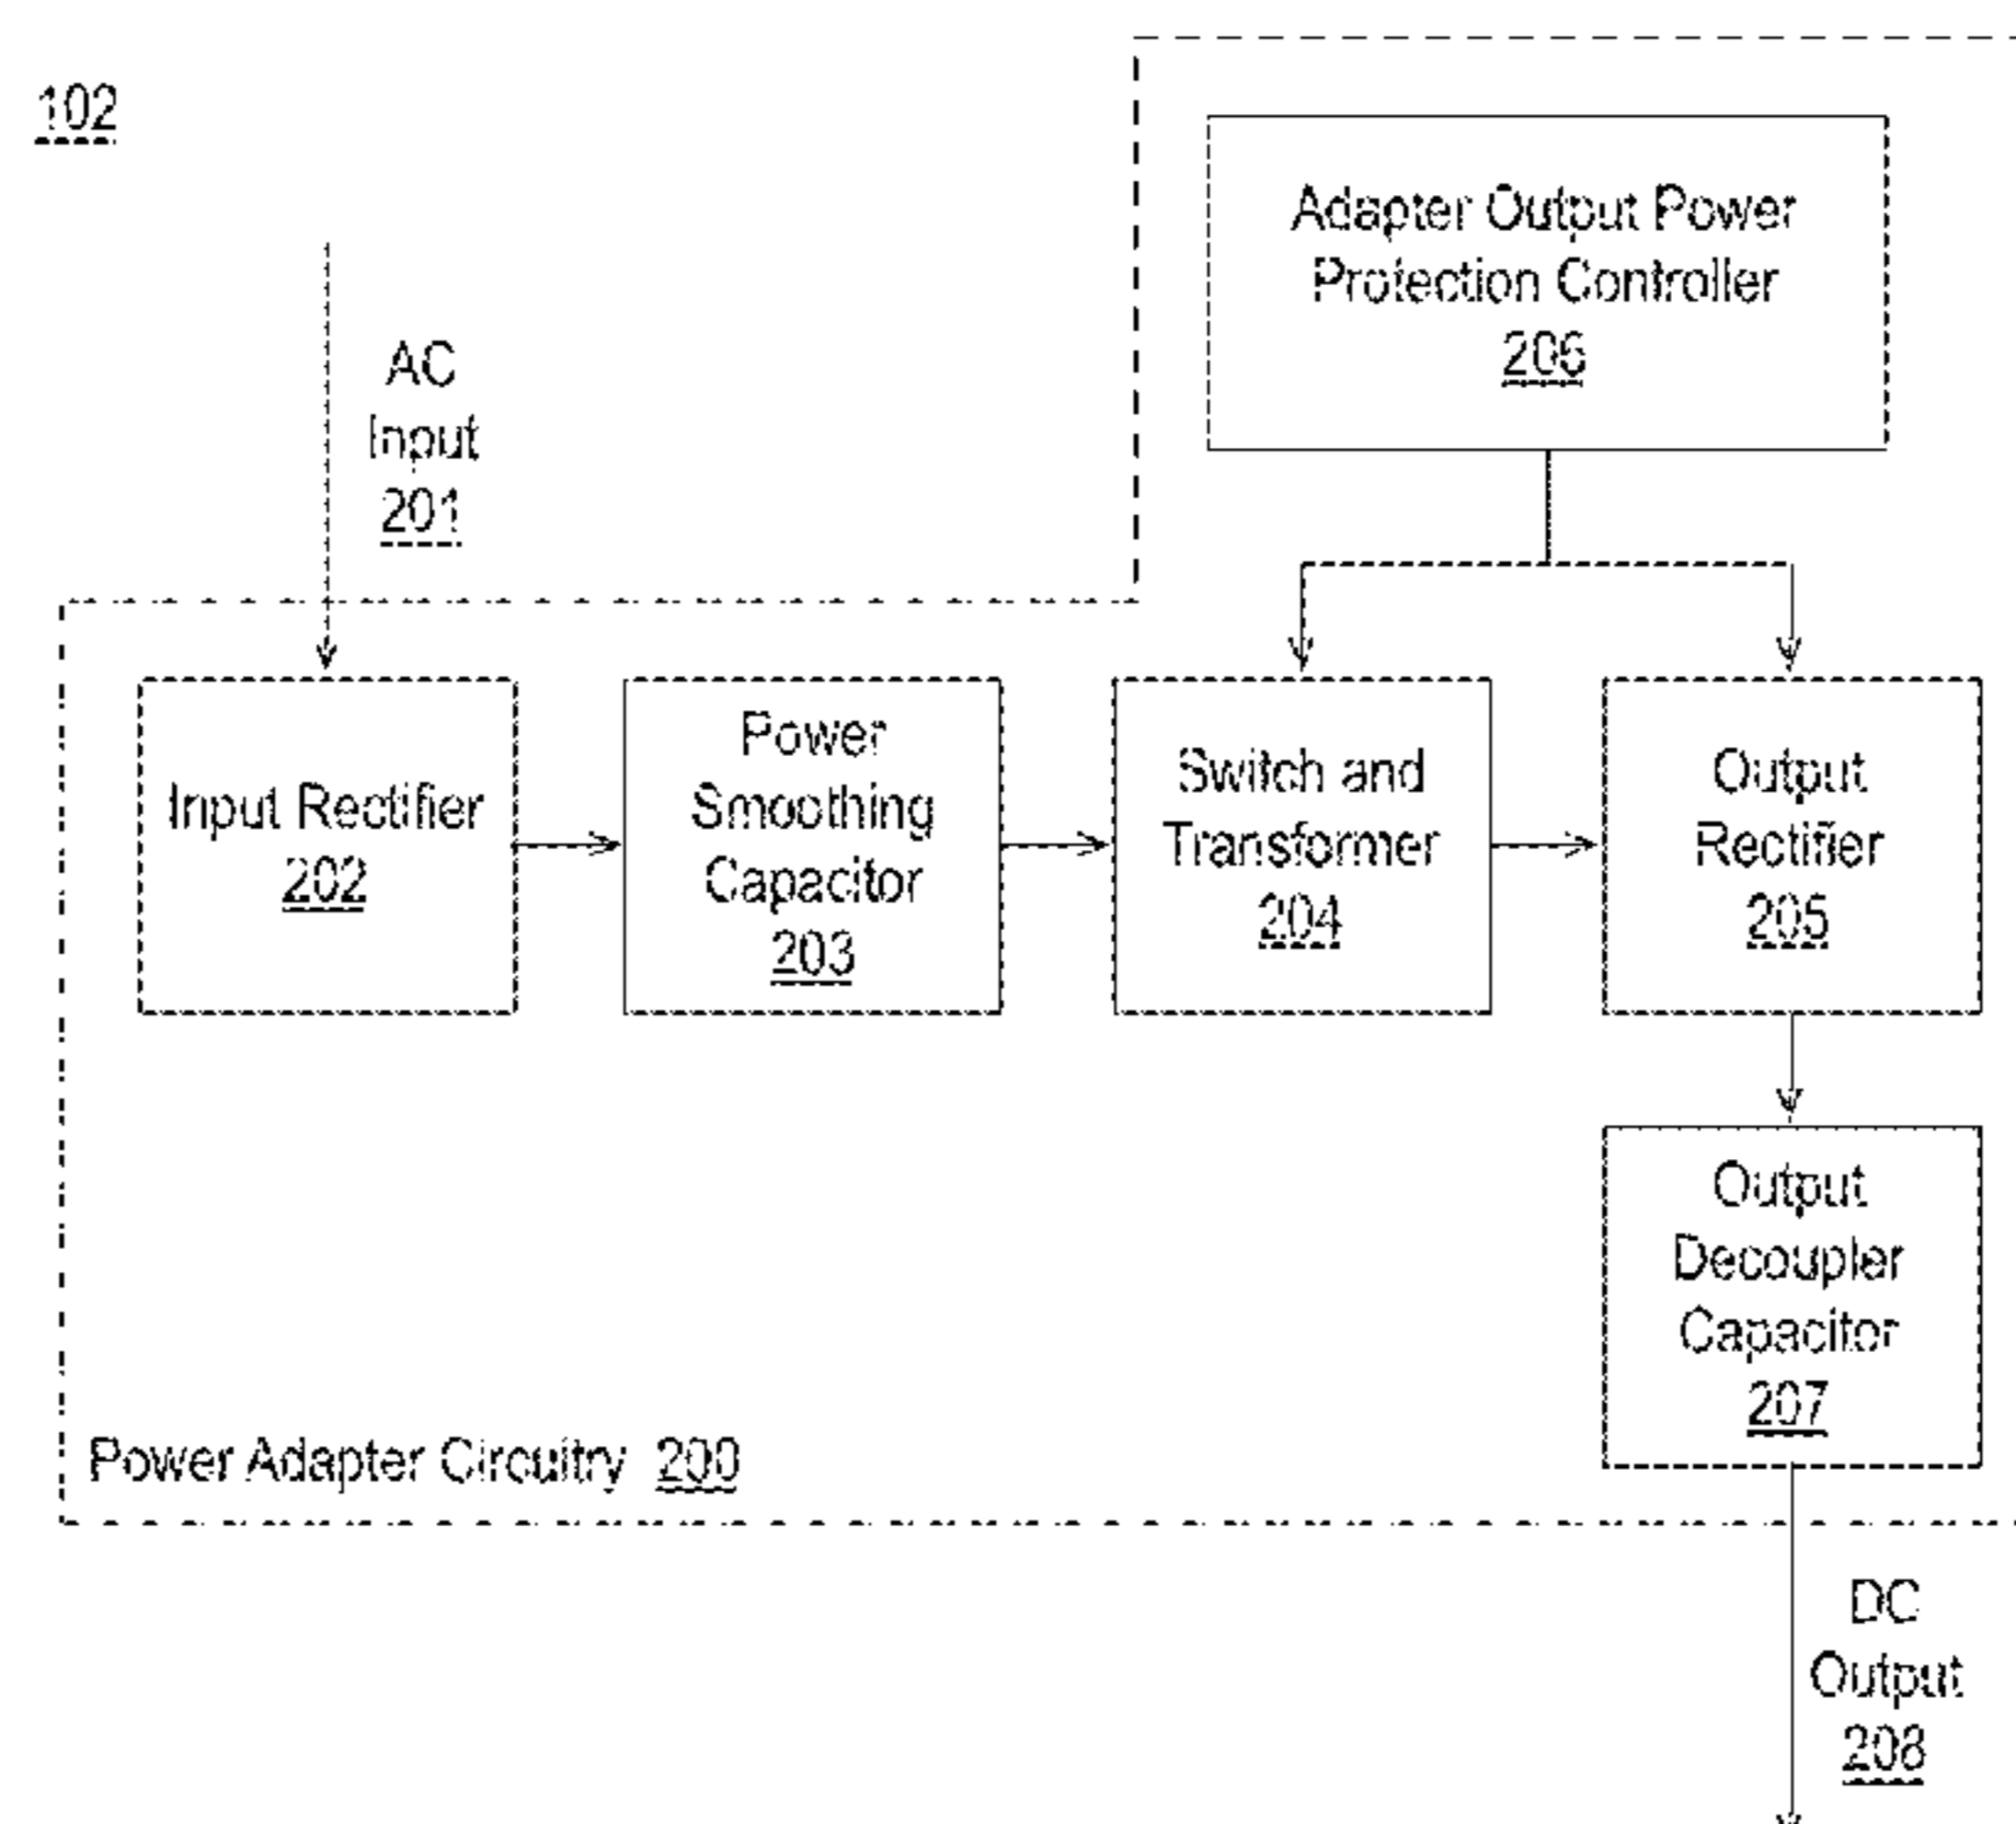 102
Adapter Output Power
Protection Controller
206
AC
Input
201
Input Rectifier
202
Power
Smoothing
Capacitor
203
Switch and
Transformer
204
Output
Rectifier
205
Output
Decoupler
Capacitor
207
Power Adapter Circuitry 200
DC
Output
208